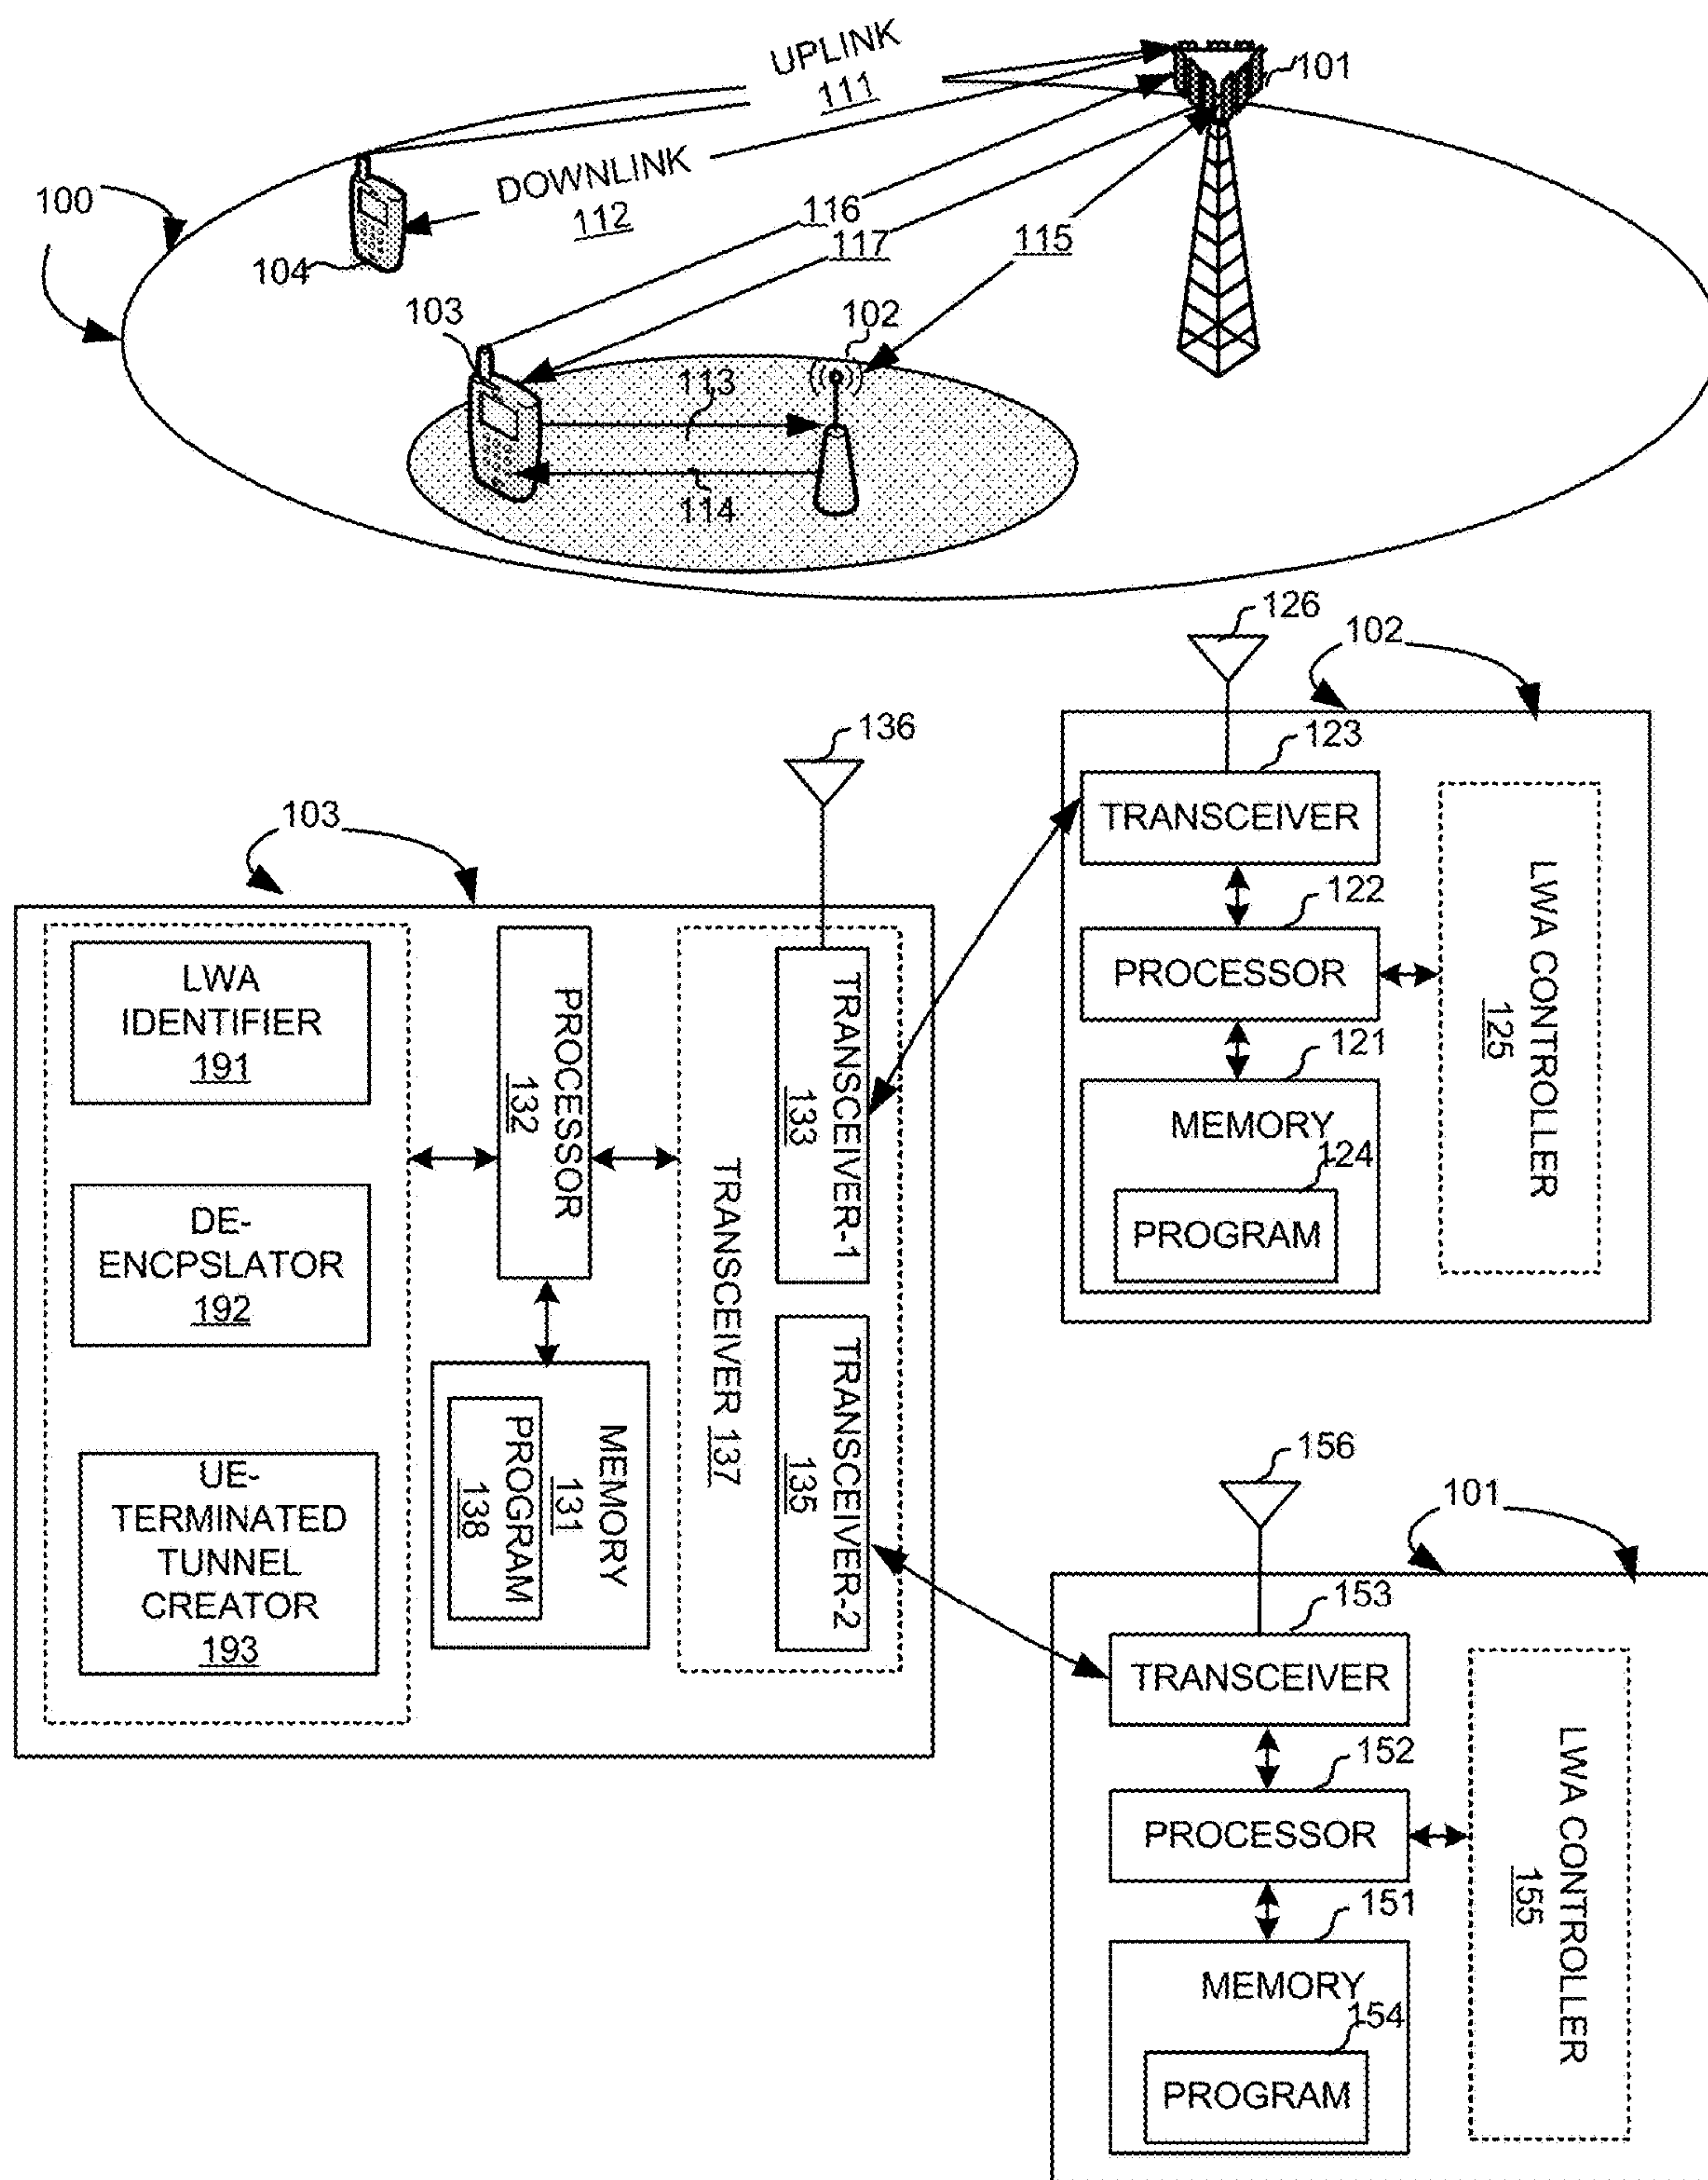 UPLINK
111
101
DOWNLINK
112
100
104
116
117
115
103
102
113
114
126
102
123
TRANSCEIVER
122
PROCESSOR
121
MEMORY
124
PROGRAM
LWA CONTROLLER
125
136
103
LWA
IDENTIFIER
191
DE-
ENCPSLATOR
192
UE-
TERMINATED
TUNNEL
CREATOR
193
PROCESSOR
132
MEMORY
131
PROGRAM
138
TRANSCEIVER 137
TRANSCEIVER-1
133
TRANSCEIVER-2
135
156
101
153
TRANSCEIVER
152
PROCESSOR
151
MEMORY
154
PROGRAM
LWA CONTROLLER
155